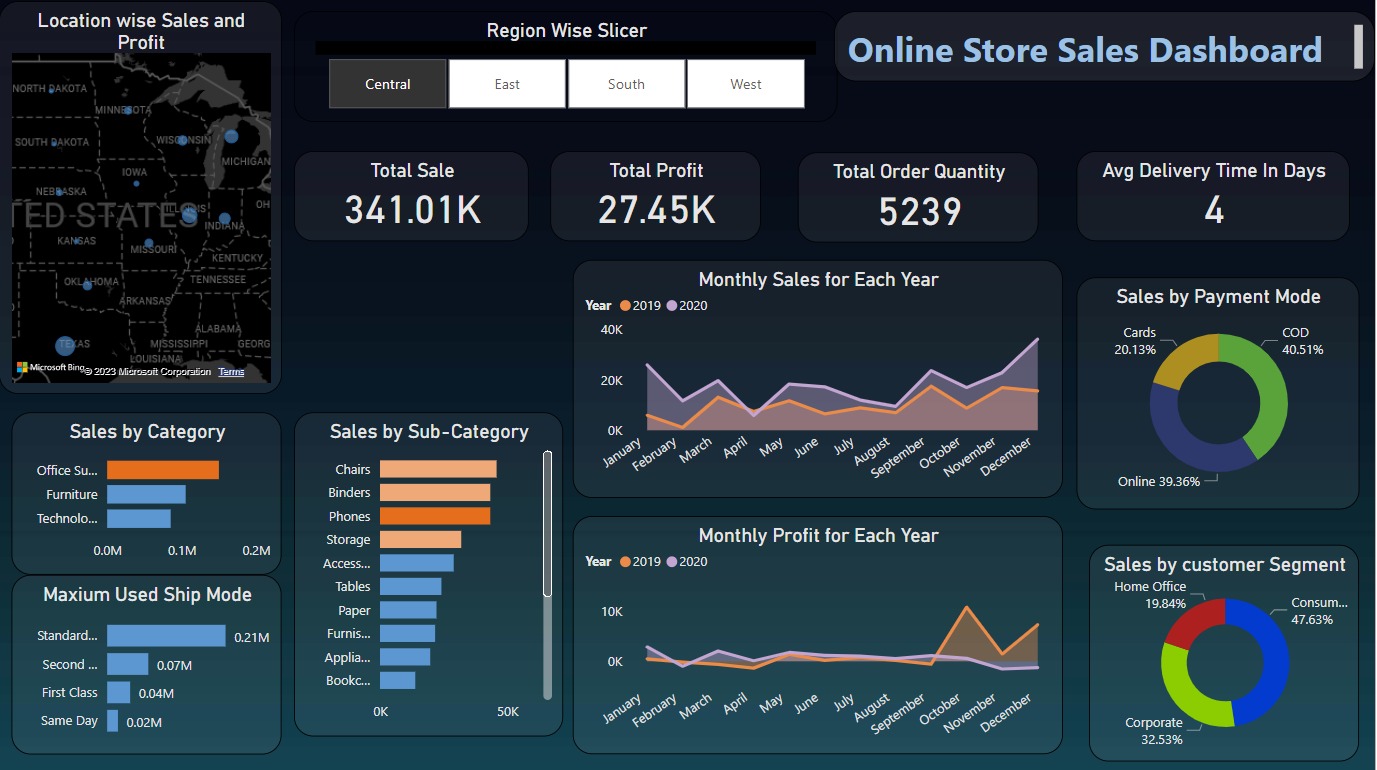 Location wise Sales and
Profit
NORTH DAKOTA
MINNESOTA
SOUTH DAKOTA
WISCONSIN
MICHIGAN
IOWA
NEBRASKA
TED STATES
ILLINOIS
OH
INDIANA
KANSAS
MISSOURI
KENTUCKY
OKLAHOMA
TENNESSEE
ARKANSAS
ALABAMA
TEXAS
MISSISSIPPI
GEORG
LOUISIANA
Microsoft Bing
© 2023 Microsoft Corporation Terms
Region Wise Slicer
Central East South West
Online Store Sales Dashboard
Total Sale
341.01K
Total Profit
27.45K
Total Order Quantity
5239
Avg Delivery Time In Days
4
Sales by Category
Office Su...
Furniture
Technolo...
0.0M 0.1M 0.2M
Maxium Used Ship Mode
Standard... 0.21M
Second ... 0.07M
First Class 0.04M
Same Day 0.02M
Sales by Sub-Category
Chairs
Binders
Phones
Storage
Access...
Tables
Paper
Furnis...
Applia...
Bookc...
0K 50K
Monthly Sales for Each Year
Year 2019 2020
40K
20K
0K
January February March April May June July August September October November December
Monthly Profit for Each Year
Year 2019 2020
10K
0K
January February March April May June July August September October November December
Sales by Payment Mode
Cards
20.13%
COD
40.51%
Online 39.36%
Sales by customer Segment
Home Office
19.84%
Consum...
47.63%
Corporate
32.53%